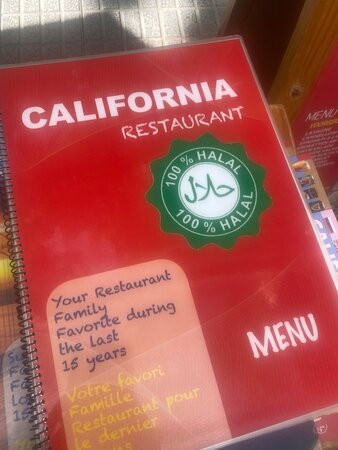 CALIFORNIA
RESTAURANT
100 % HALAL
حلال
100 % HALAL
Your Restaurant
Family
Favorite during
the last
15 years
MENU
Votre favori
Famille
Restaurant pour
le dernier
MENU